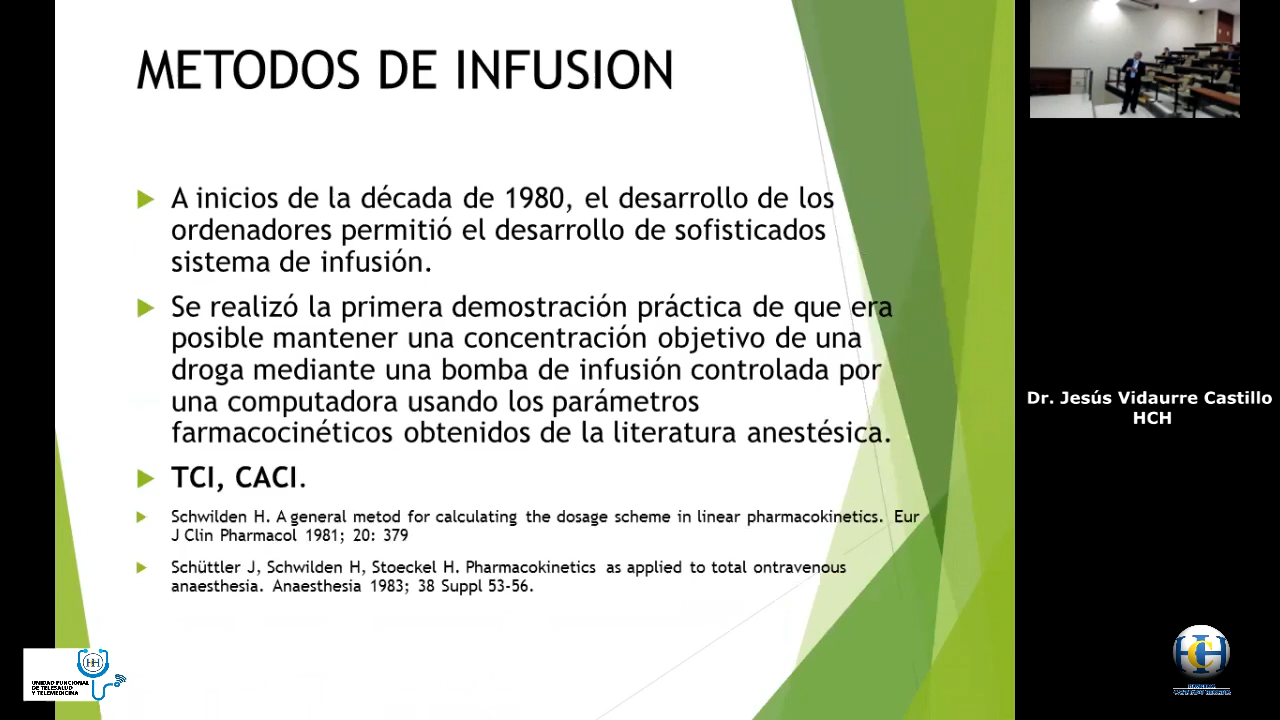 METODOS DE INFUSION
A inicios de la década de 1980, el desarrollo de los
ordenadores permitió el desarrollo de sofisticados
sistema de infusión.
Se realizó la primera demostración práctica de que era
posible mantener una concentración objetivo de una
droga mediante una bomba de infusión controlada por
una computadora usando los parámetros
farmacocinéticos obtenidos de la literatura anestésica.
TCI, CACI.
Schwilden H. A general metod for calculating the dosage scheme in linear pharmacokinetics. Eur
J Clin Pharmacol 1981; 20: 379
Schüttler J, Schwilden H, Stoeckel H. Pharmacokinetics as applied to total ontravenous
anaesthesia. Anaesthesia 1983; 38 Suppl 53-56.
Dr. Jesús Vidaurre Castillo
HCH
HH
UNIDAD FUNCIONAL
DE TELESALUD
Y TELEMEDICINA